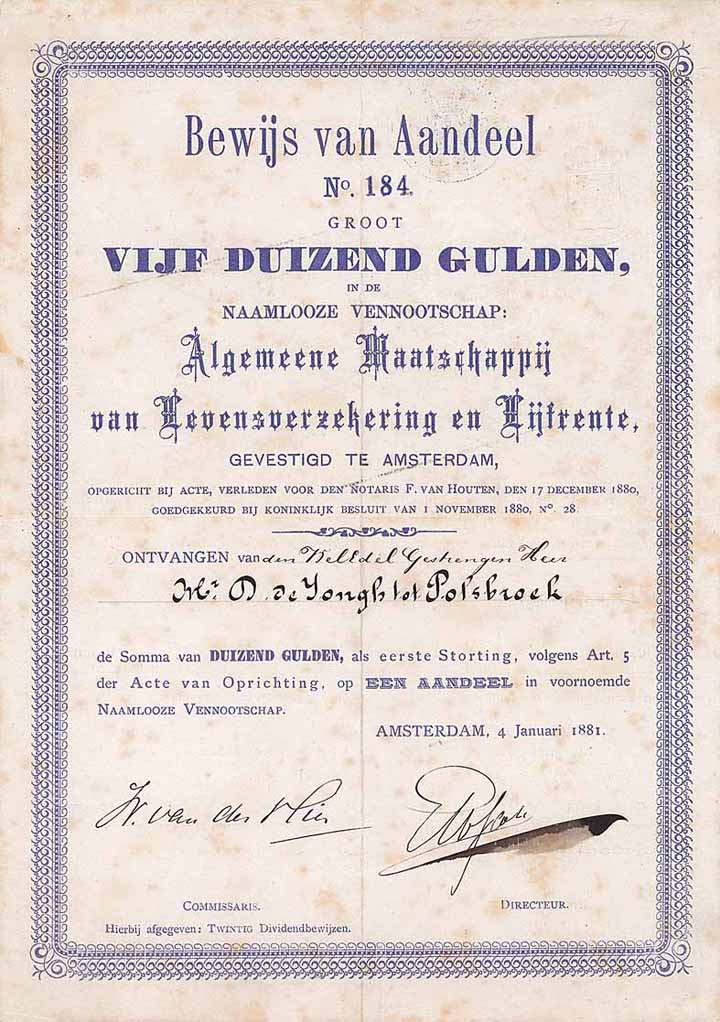 Bewijs van Aandeel
No. 184.
GROOT
VIJF DUIZEND GULDEN,
IN DE
NAAMLOOZE VENNOOTSCHAP:
Algemeene Maatschappij
van Levensverzekering en Lijfrente,
GEVESTIGD TE AMSTERDAM,
OPGERICHT BIJ ACTE, VERLEDEN VOOR DEN NOTARIS F. VAN HOUTEN, DEN 17 DECEMBER 1880,
GOEDGEKEURD BIJ KONINKLIJK BESLUIT VAN 1 NOVEMBER 1880, No. 28.
ONTVANGEN van den WelEdel Gestrengen Heer
Mr. D. de Jongh tot Polsbroek
de Somma van DUIZEND GULDEN, als eerste Storting, volgens Art. 5
der Acte van Oprichting, op EEN AANDEEL in voornoemde
NAAMLOOZE VENNOOTSCHAP.
AMSTERDAM, 4 Januari 1881.
W. van der Vlies
COMMISSARIS. DIRECTEUR.
Hierbij afgegeven: TWINTIG Dividendbewijzen.